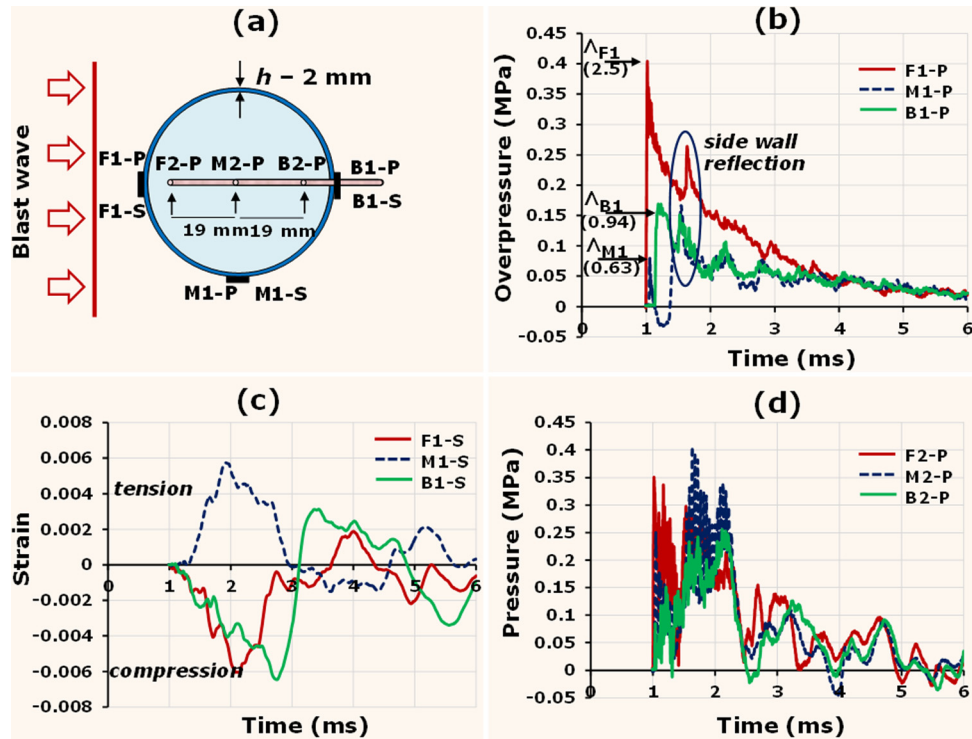 (a)
h – 2 mm
Blast wave
F1-P
F2-P M2-P B2-P
B1-P
F1-S
B1-S
19 mm 19 mm
M1-P M1-S
(b)
Overpressure (MPa)
0.45
0.4
0.35
0.3
0.25
0.2
0.15
0.1
0.05
0
-0.05
ΛF1
(2.5)
ΛB1
(0.94)
ΛM1
(0.63)
F1-P
M1-P
B1-P
side wall
reflection
0 1 2 3 4 5 6
Time (ms)
(c)
Strain
0.008
0.006
0.004
0.002
0
-0.002
-0.004
-0.006
-0.008
F1-S
M1-S
B1-S
tension
compression
0 1 2 3 4 5 6
Time (ms)
(d)
Pressure (MPa)
0.45
0.4
0.35
0.3
0.25
0.2
0.15
0.1
0.05
0
-0.05
F2-P
M2-P
B2-P
0 1 2 3 4 5 6
Time (ms)